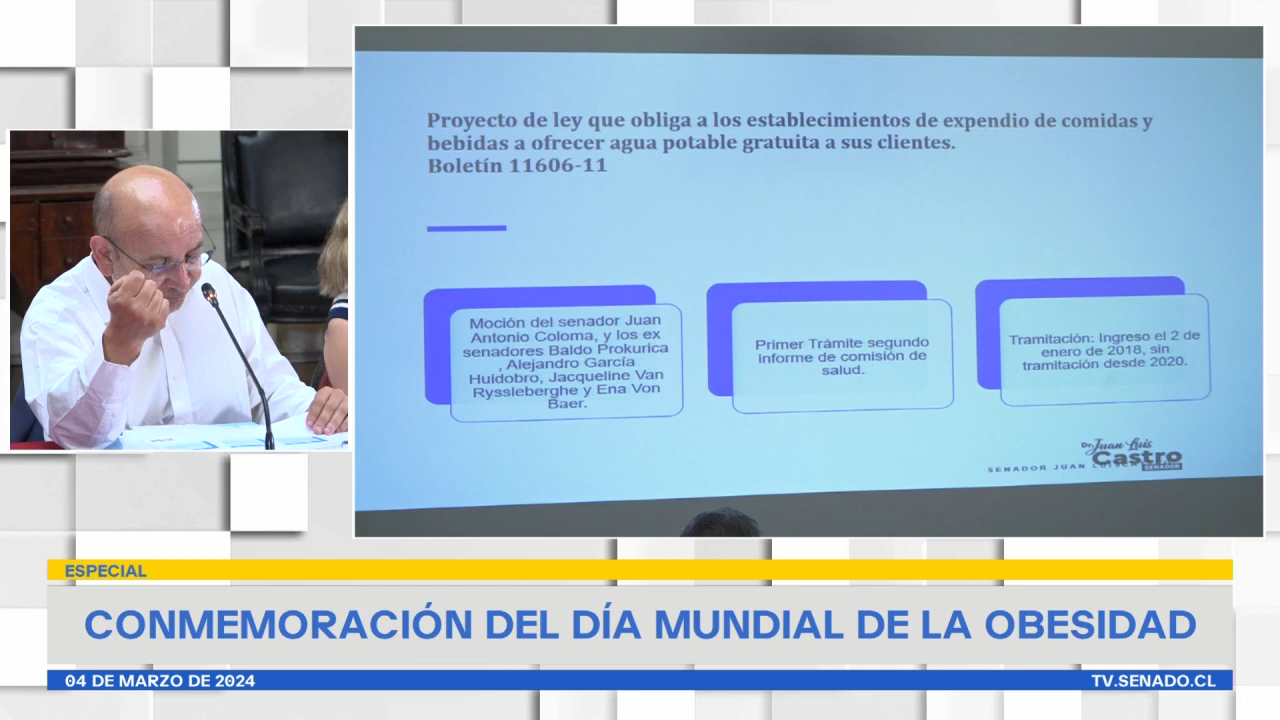 Proyecto de ley que obliga a los establecimientos de expendio de comidas y
bebidas a ofrecer agua potable gratuita a sus clientes.
Boletín 11606-11
Moción del senador Juan
Antonio Coloma, y los ex
senadores Baldo Prokurica
, Alejandro García
Huidobro, Jacqueline Van
Ryssleberghe y Ena Von
Baer.
Primer Trámite segundo
informe de comisión de
salud.
Tramitación: Ingreso el 2 de
enero de 2018, sin
tramitación desde 2020.
Dr. Juan Luis
Castro
SENADOR
SENADOR JUAN
ESPECIAL
CONMEMORACIÓN DEL DÍA MUNDIAL DE LA OBESIDAD
04 DE MARZO DE 2024
TV.SENADO.CL